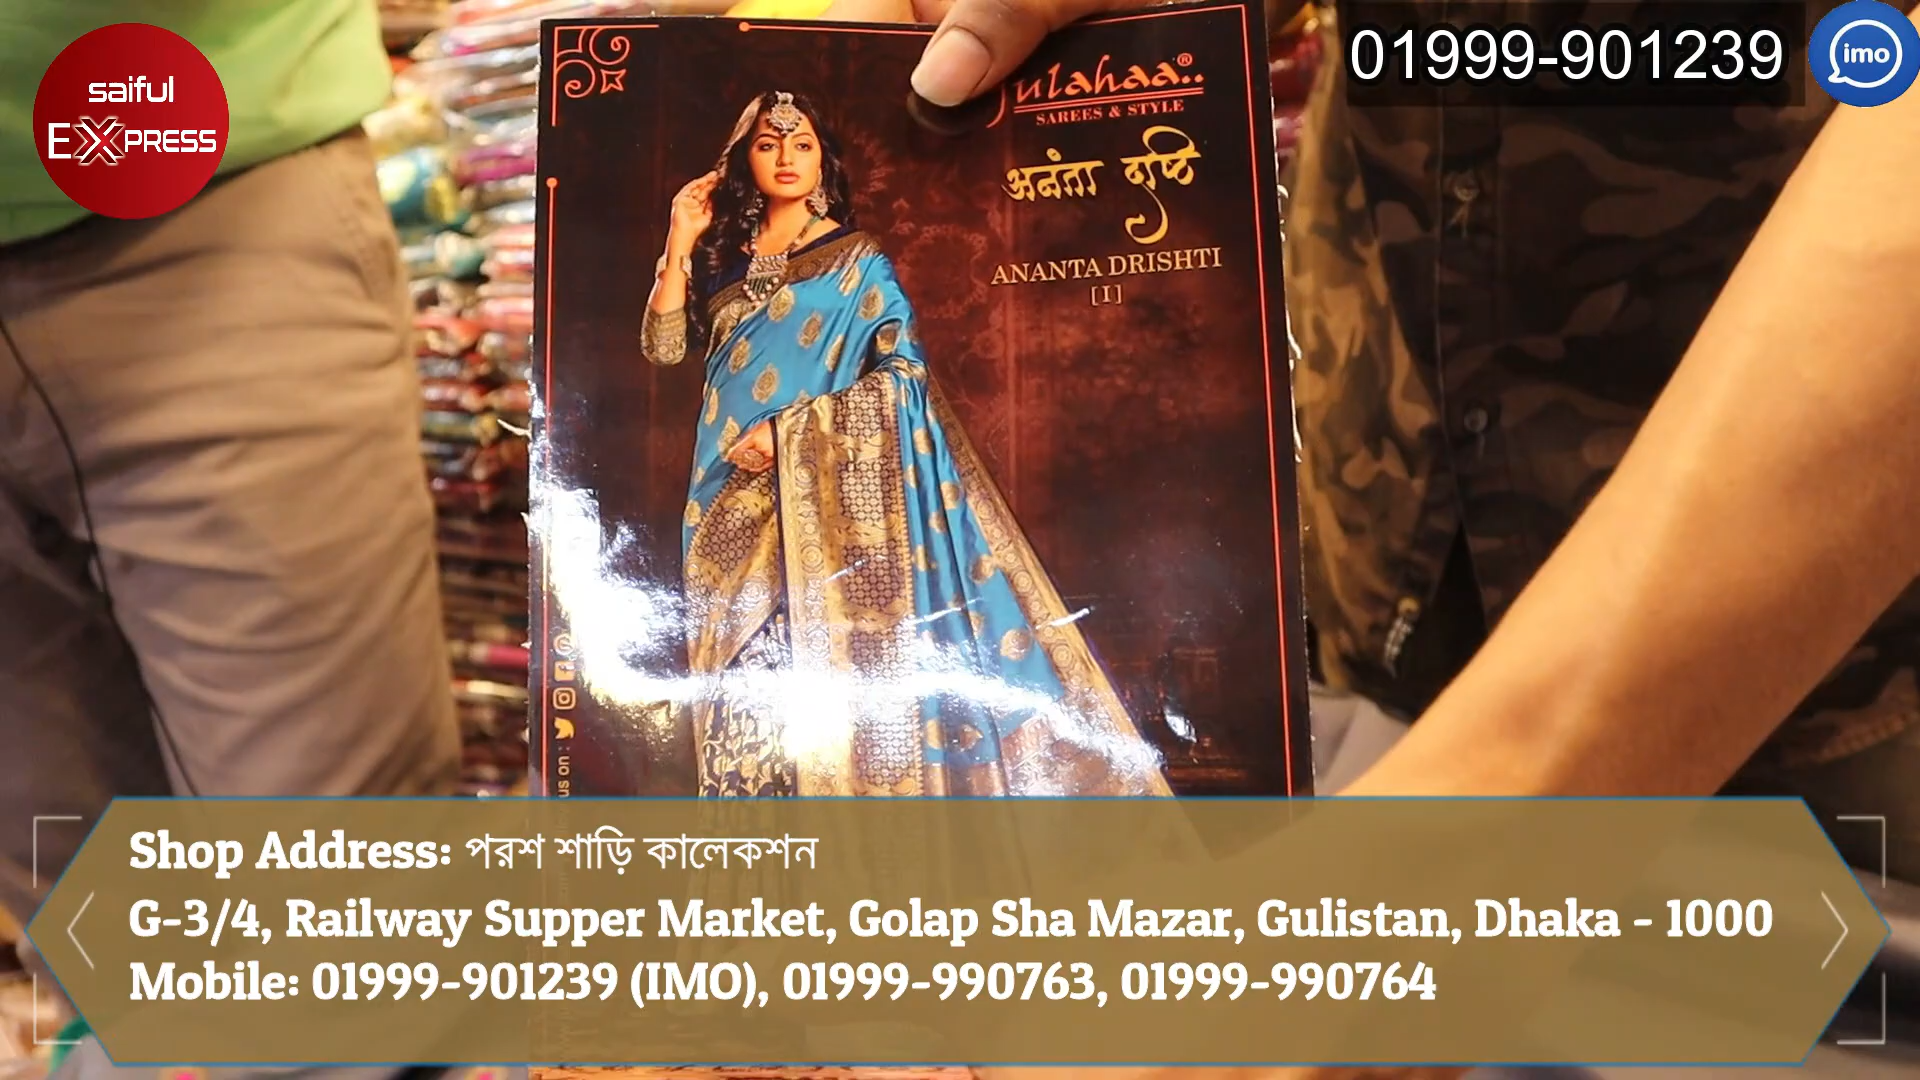 saiful
EXPRESS
01999-901239
imo
Julahaa..®
SAREES & STYLE
अनंता दृष्टि
ANANTA DRISHTI
[I]
us on :
Shop Address: পরশ শাড়ি কালেকশন
G-3/4, Railway Supper Market, Golap Sha Mazar, Gulistan, Dhaka - 1000
Mobile: 01999-901239 (IMO), 01999-990763, 01999-990764